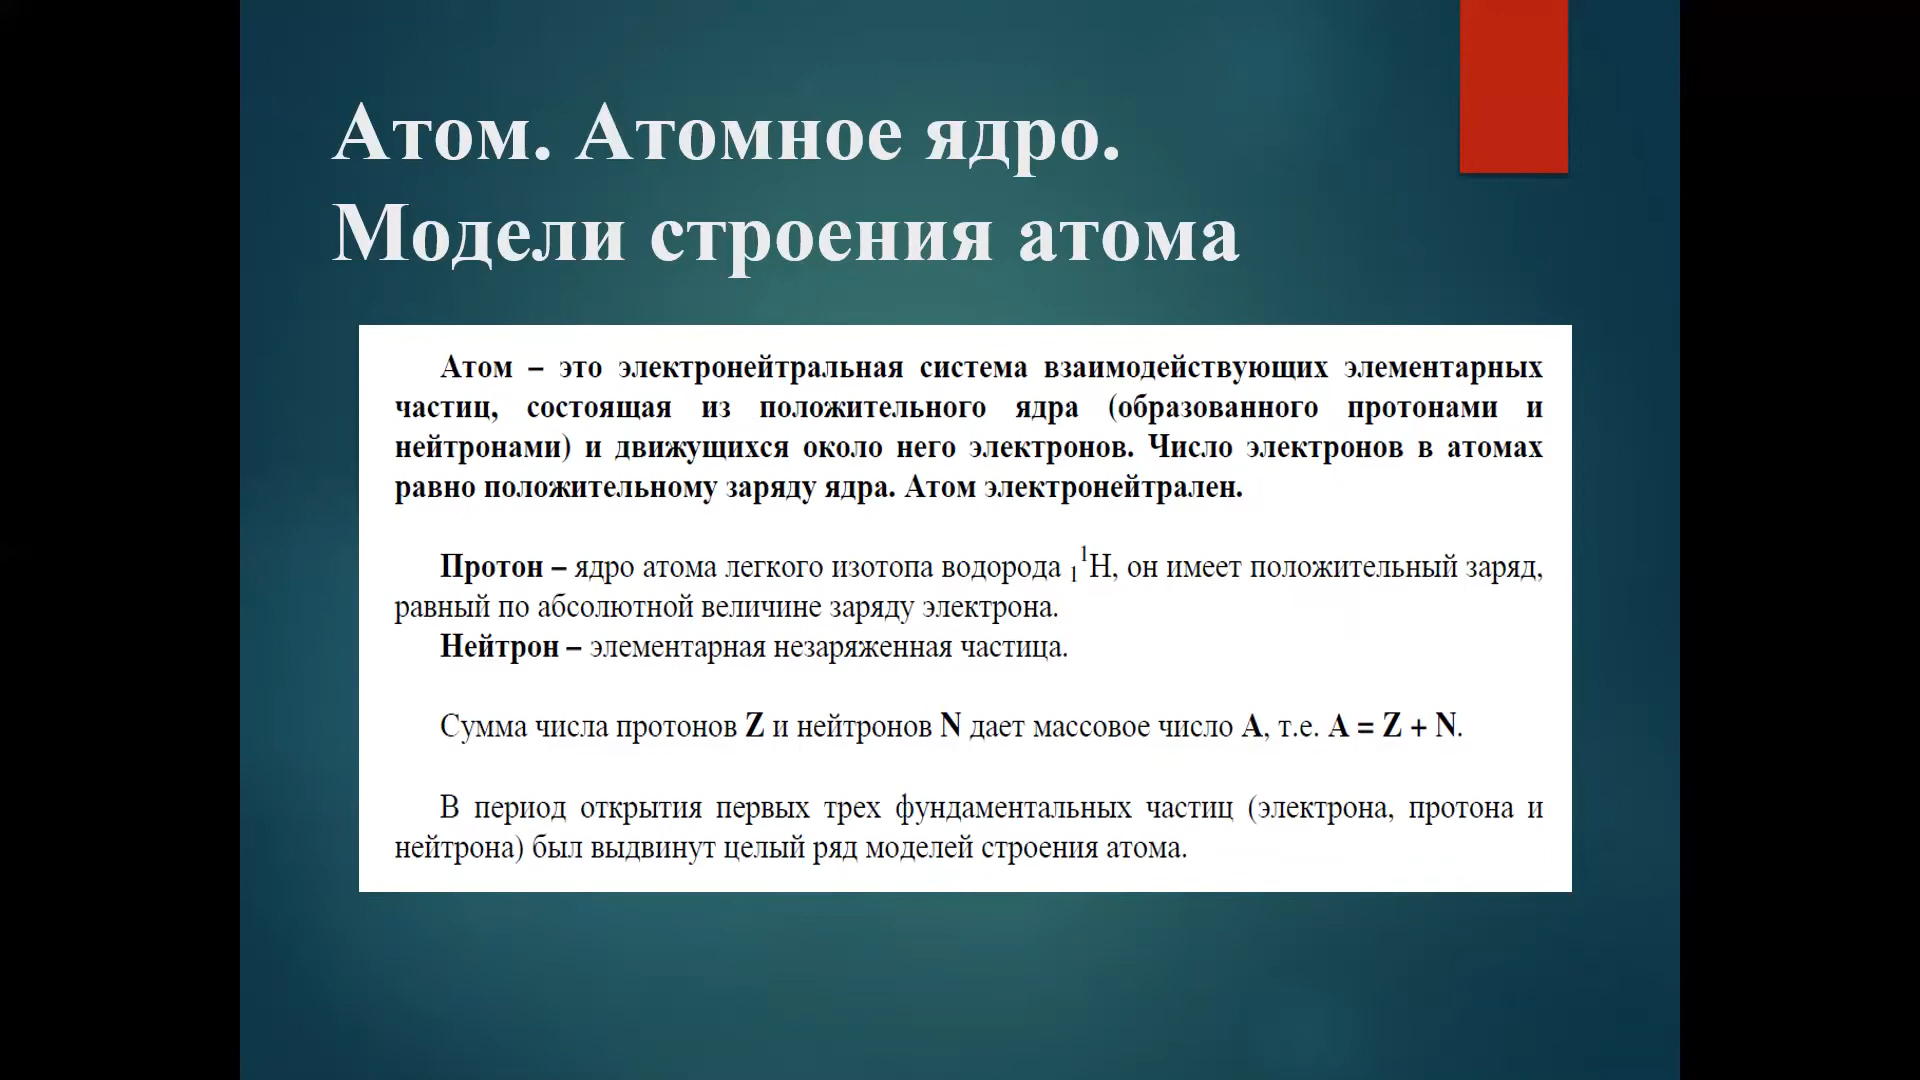 Атом. Атомное ядро.
Модели строения атома
Атом – это электронейтральная система взаимодействующих элементарных
частиц, состоящая из положительного ядра (образованного протонами и
нейтронами) и движущихся около него электронов. Число электронов в атомах
равно положительному заряду ядра. Атом электронейтрален.
Протон – ядро атома легкого изотопа водорода ₁¹H, он имеет положительный заряд,
равный по абсолютной величине заряду электрона.
Нейтрон – элементарная незаряженная частица.
Сумма числа протонов Z и нейтронов N дает массовое число А, т.е. А = Z + N.
В период открытия первых трех фундаментальных частиц (электрона, протона и
нейтрона) был выдвинут целый ряд моделей строения атома.